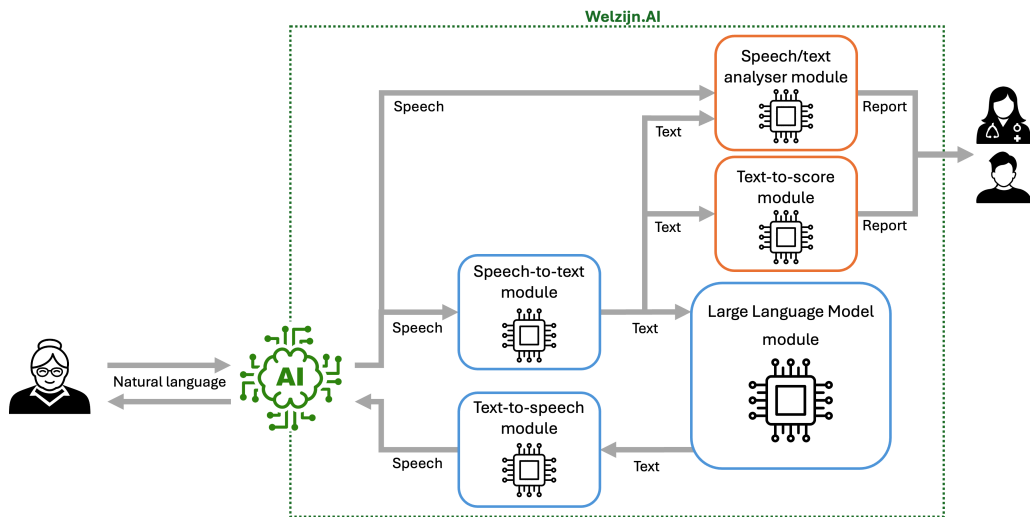 Welzijn.AI
Speech/text
analyser module
Speech
Report
Text
Text-to-score
module
Text
Report
Speech-to-text
module
Speech
Text
Large Language Model
module
AI
Natural language
Text-to-speech
module
Speech
Text